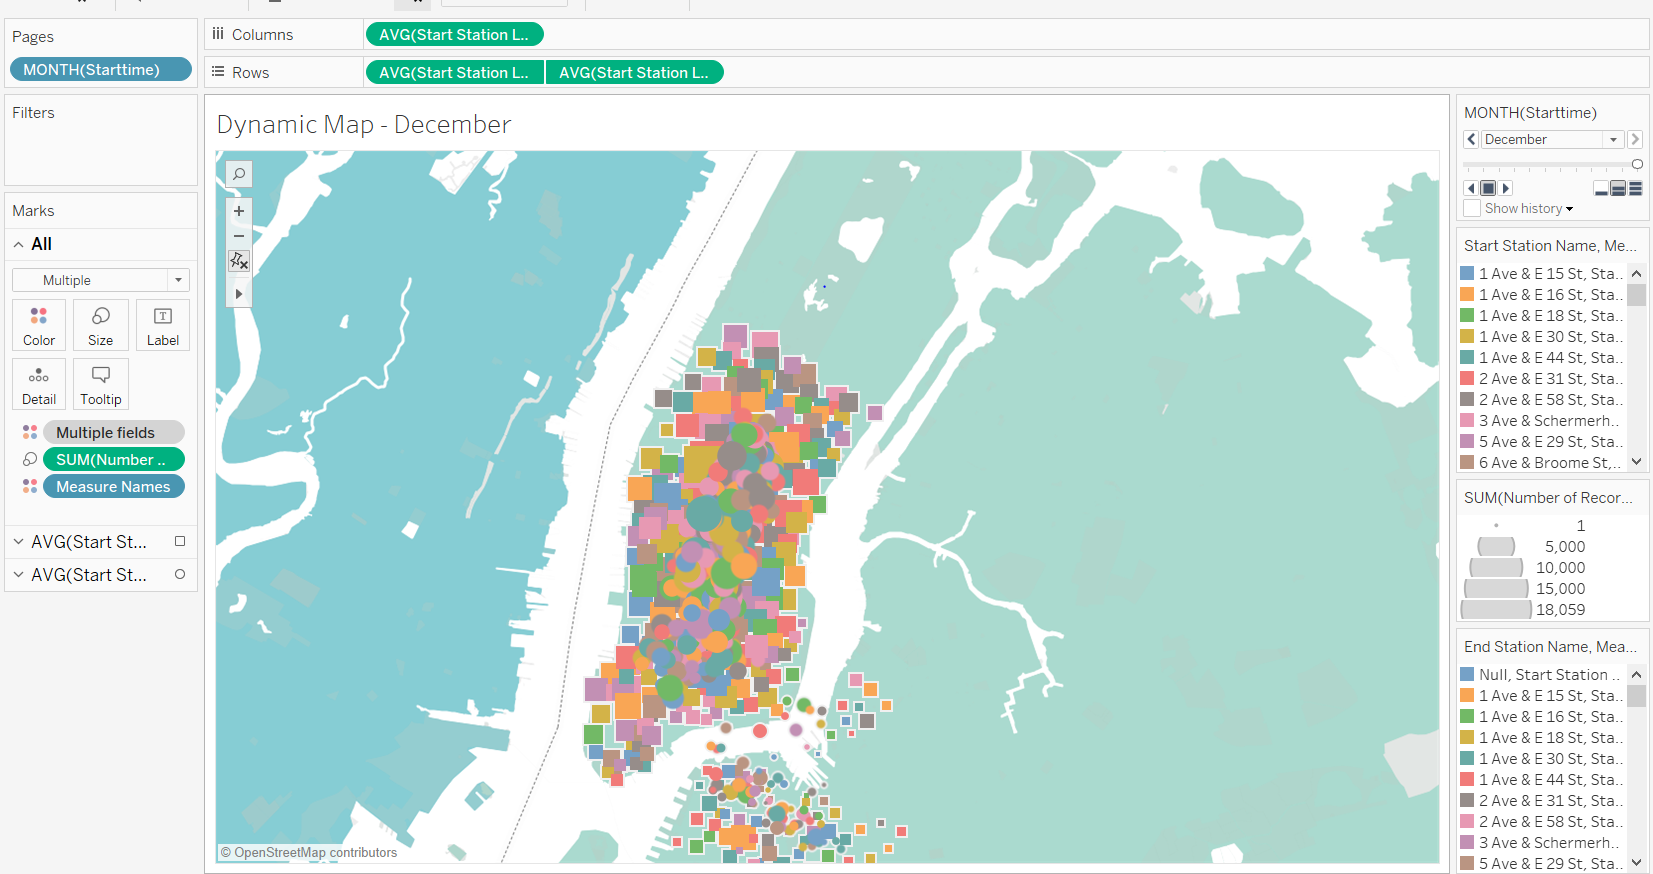 Pages
MONTH(Starttime)
Columns
AVG(Start Station L..
Rows
AVG(Start Station L.. AVG(Start Station L..
Filters
Marks
All
Multiple
Color
Size
Label
Detail
Tooltip
Multiple fields
SUM(Number ..
Measure Names
AVG(Start St...
AVG(Start St...
Dynamic Map - December
© OpenStreetMap contributors
MONTH(Starttime)
December
Show history
Start Station Name, Me...
1 Ave & E 15 St, Sta..
1 Ave & E 16 St, Sta..
1 Ave & E 18 St, Sta..
1 Ave & E 30 St, Sta..
1 Ave & E 44 St, Sta..
2 Ave & E 31 St, Sta..
2 Ave & E 58 St, Sta..
3 Ave & Schermerh..
5 Ave & E 29 St, Sta..
6 Ave & Broome St,..
SUM(Number of Recor...
1
5,000
10,000
15,000
18,059
End Station Name, Mea...
Null, Start Station ..
1 Ave & E 15 St, Sta..
1 Ave & E 16 St, Sta..
1 Ave & E 18 St, Sta..
1 Ave & E 30 St, Sta..
1 Ave & E 44 St, Sta..
2 Ave & E 31 St, Sta..
2 Ave & E 58 St, Sta..
3 Ave & Schermerh..
5 Ave & E 29 St, Sta..